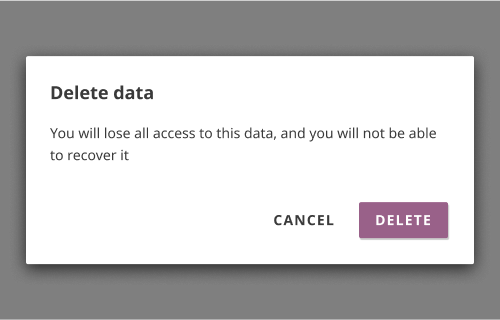 Delete data
You will lose all access to this data, and you will not be able
to recover it
CANCEL
DELETE